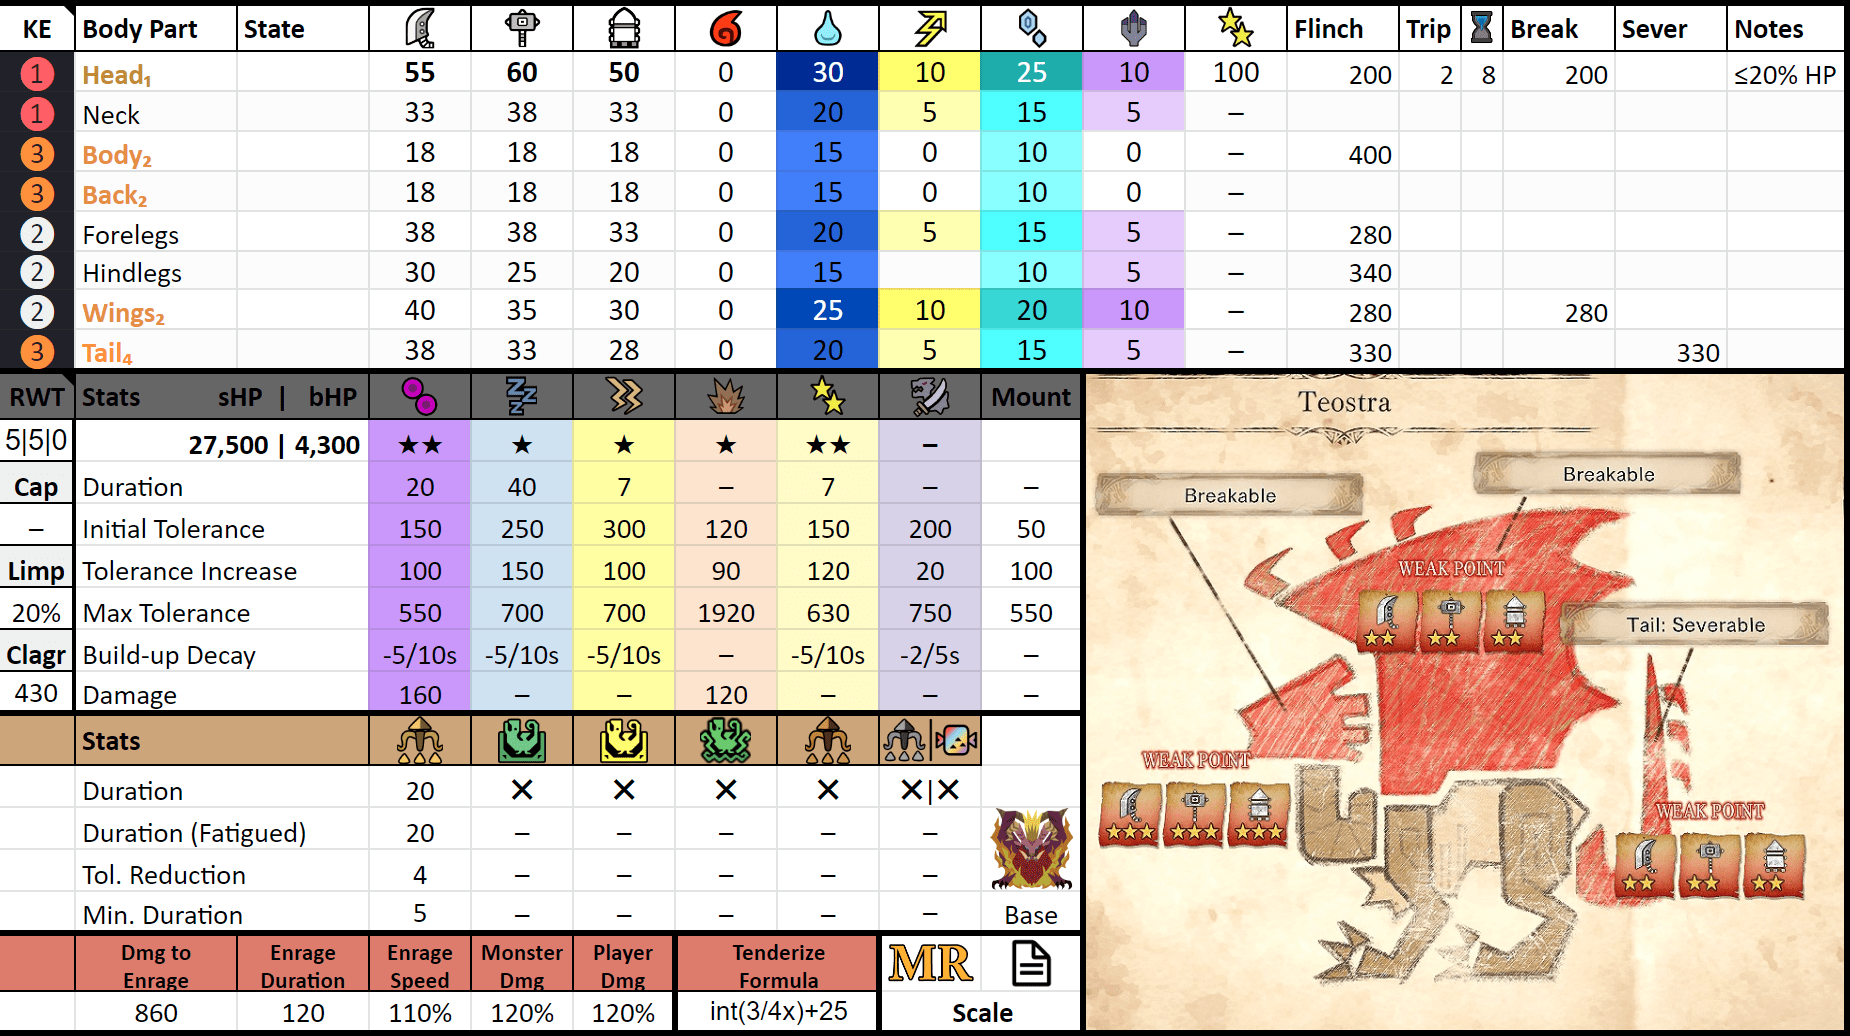 KE Body Part State Flinch Trip Break Sever Notes
1 Head₁ 55 60 50 0 30 10 25 10 100 200 2 8 200 ≤20% HP
1 Neck 33 38 33 0 20 5 15 5 –
3 Body₂ 18 18 18 0 15 0 10 0 – 400
3 Back₂ 18 18 18 0 15 0 10 0 –
2 Forelegs 38 38 33 0 20 5 15 5 – 280
2 Hindlegs 30 25 20 0 15 10 5 – 340
2 Wings₂ 40 35 30 0 25 10 20 10 – 280 280
3 Tail₄ 38 33 28 0 20 5 15 5 – 330 330
RWT Stats sHP | bHP Mount
5|5|0 27,500 | 4,300 ★★ ★ ★ ★ ★★ –
Cap Duration 20 40 7 – 7 – –
– Initial Tolerance 150 250 300 120 150 200 50
Limp Tolerance Increase 100 150 100 90 120 20 100
20% Max Tolerance 550 700 700 1920 630 750 550
Clagr Build-up Decay -5/10s -5/10s -5/10s – -5/10s -2/5s –
430 Damage 160 – – 120 – – –
Stats
Duration 20 ✕ ✕ ✕ ✕ ✕|✕
Duration (Fatigued) 20 – – – – –
Tol. Reduction 4 – – – – –
Min. Duration 5 – – – – – Base
Dmg to Enrage Enrage Duration Enrage Speed Monster Dmg Player Dmg Tenderize Formula MR
860 120 110% 120% 120% int(3/4x)+25 Scale
Teostra
Breakable
Breakable
WEAK POINT
★★ ★★ ★★
Tail: Severable
WEAK POINT
★★★ ★★★ ★★★
WEAK POINT
★★ ★★ ★★